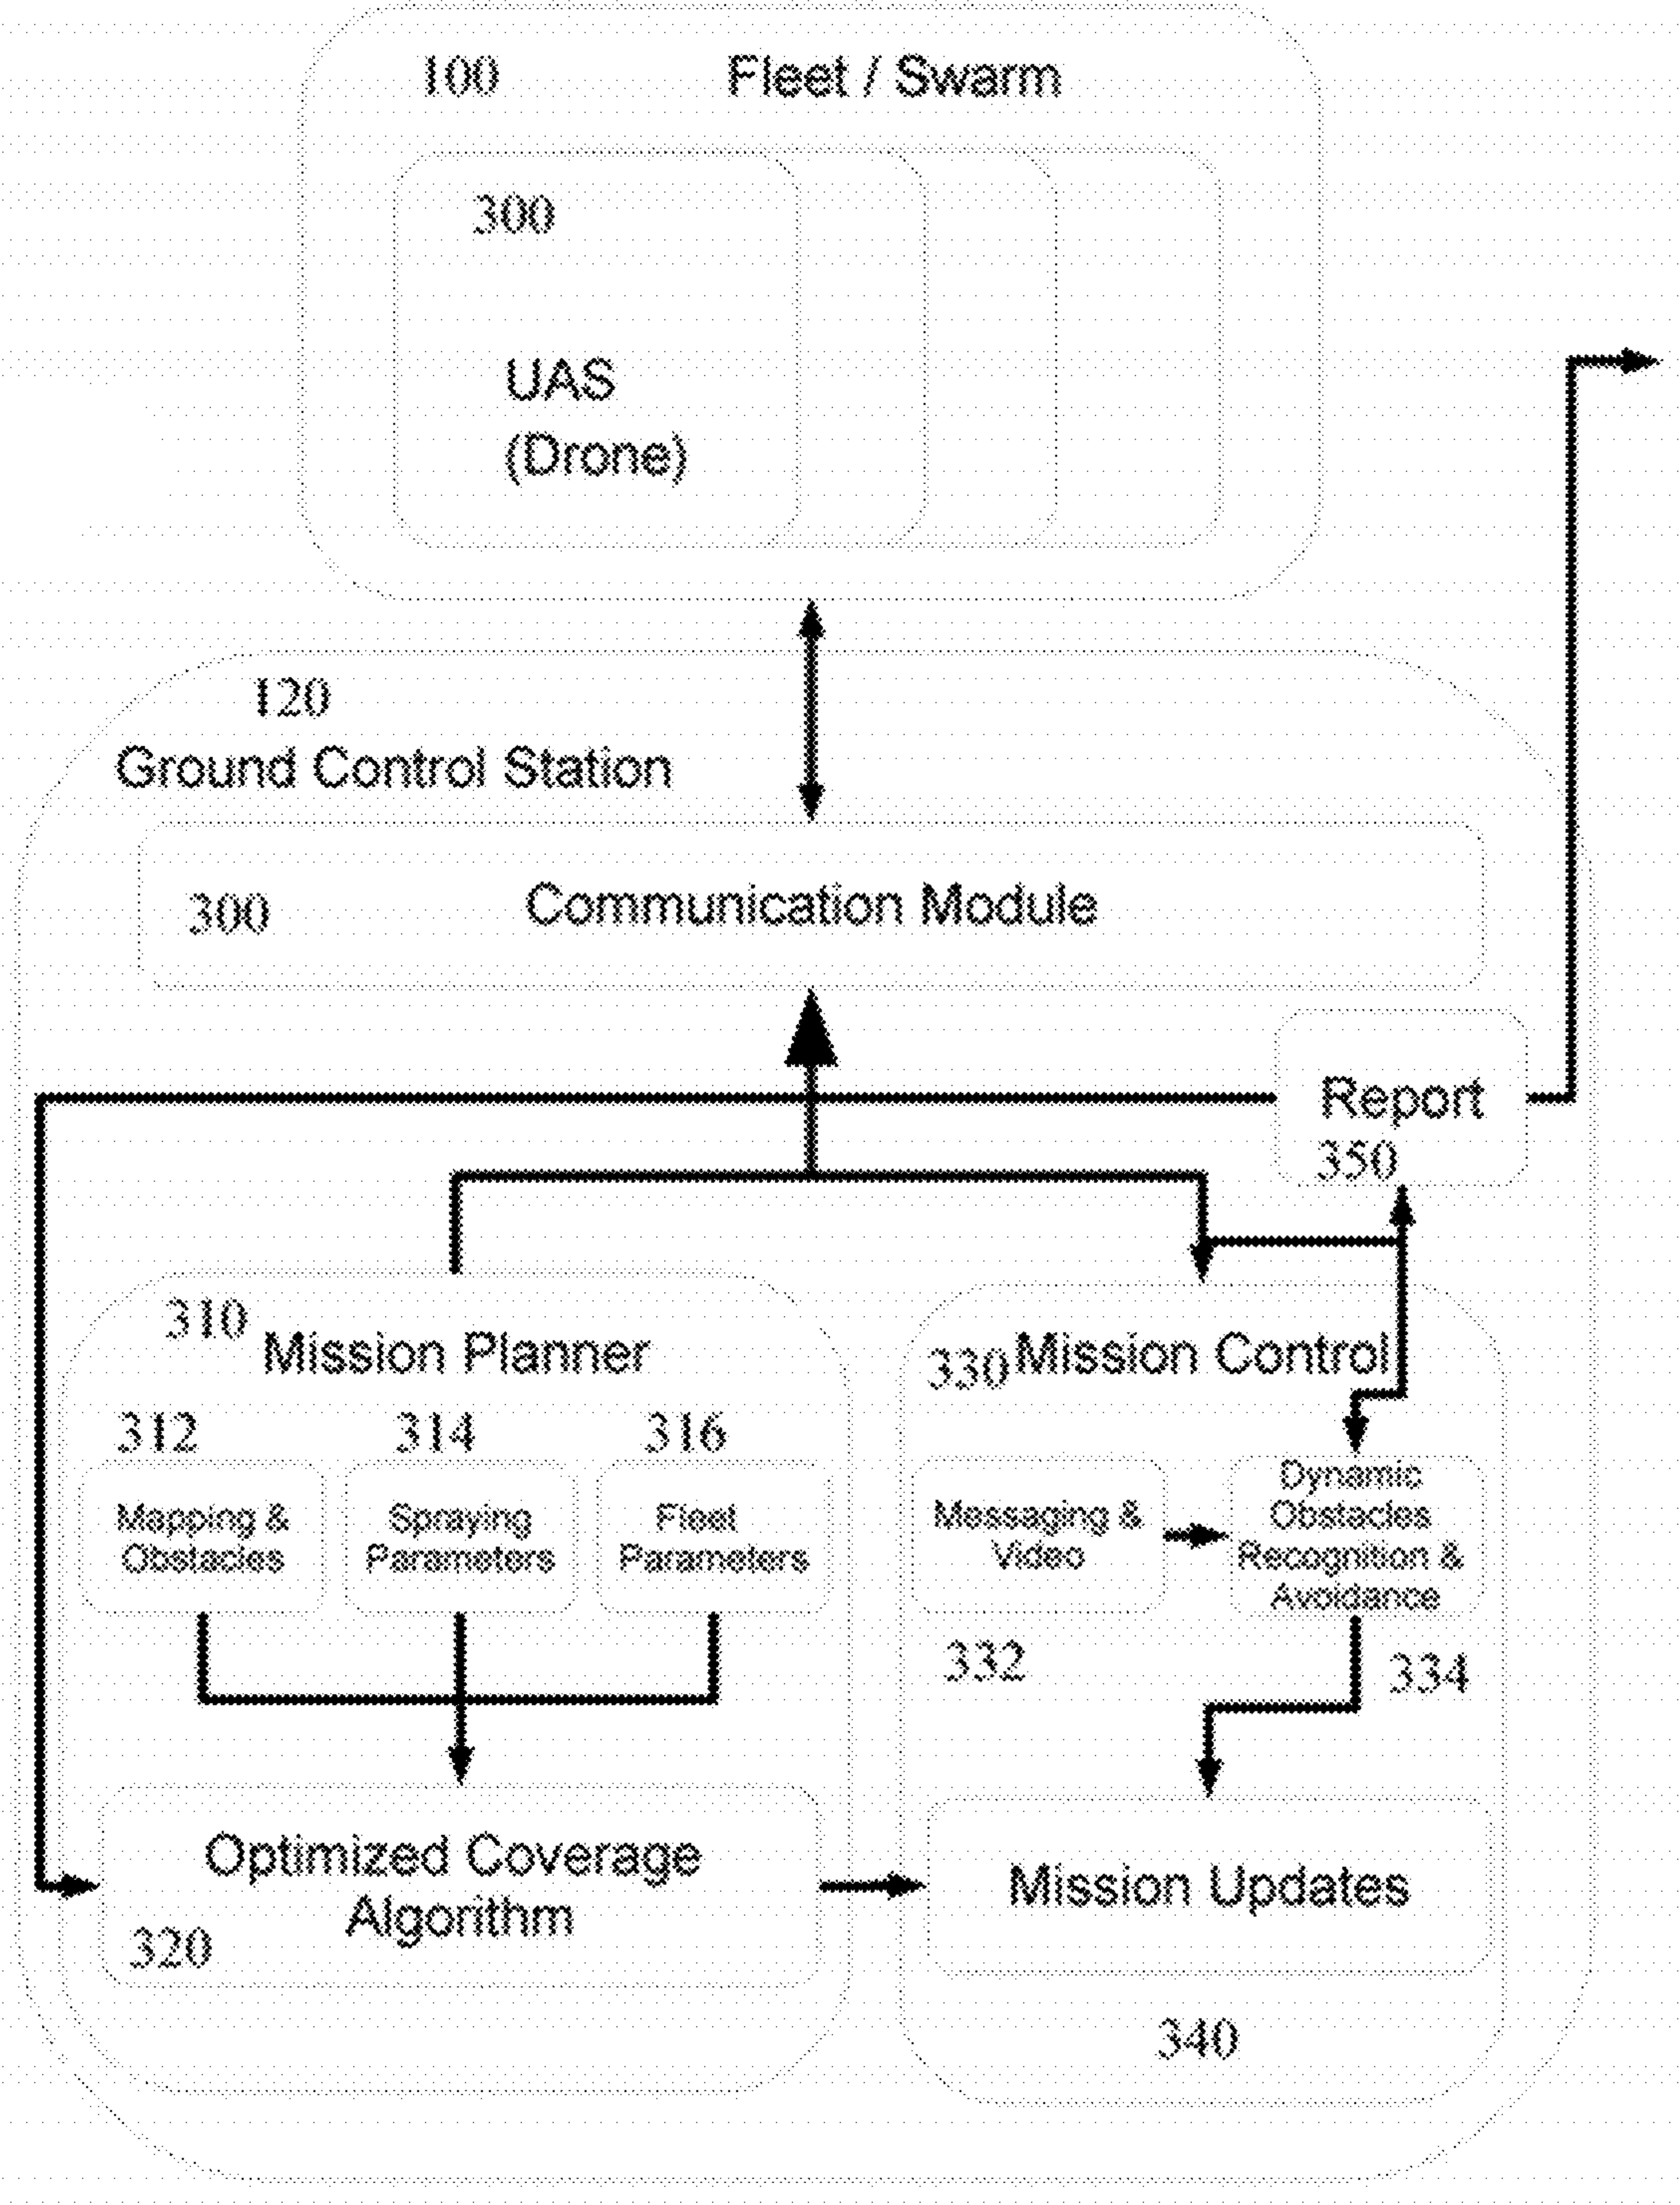 100 Fleet / Swarm
300
UAS
(Drone)
120
Ground Control Station
300 Communication Module
Report
350
310
Mission Planner
312 314 316
Mapping &
Obstacles
Spraying
Parameters
Fleet
Parameters
Optimized Coverage
Algorithm
320
330 Mission Control
Messaging &
Video
332
Dynamic
Obstacles
Recognition &
Avoidance
334
Mission Updates
340